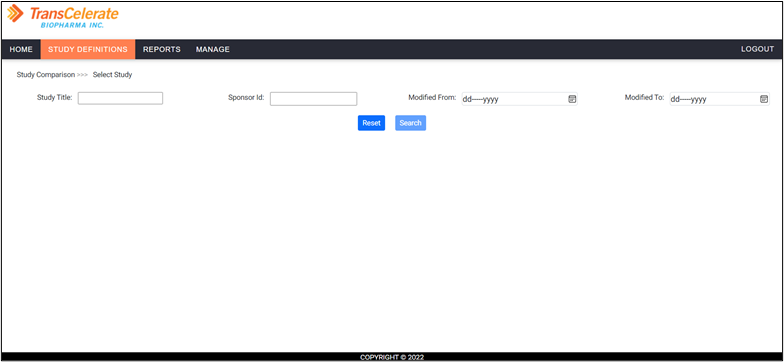 TransCelerate
BIOPHARMA INC.
HOME STUDY DEFINITIONS REPORTS MANAGE LOGOUT
Study Comparison >>> Select Study
Study Title: Sponsor Id: Modified From: dd-----yyyy Modified To: dd-----yyyy
Reset Search
COPYRIGHT © 2022